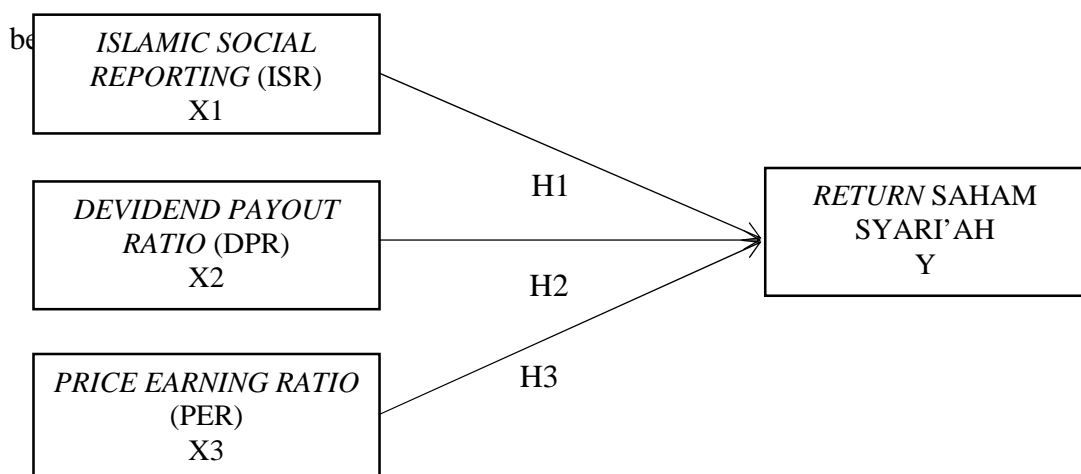 be
ISLAMIC SOCIAL
REPORTING (ISR)
X1
H1
DEVIDEND PAYOUT
RATIO (DPR)
X2
H2
PRICE EARNING RATIO
(PER)
X3
H3
RETURN SAHAM
SYARI’AH
Y